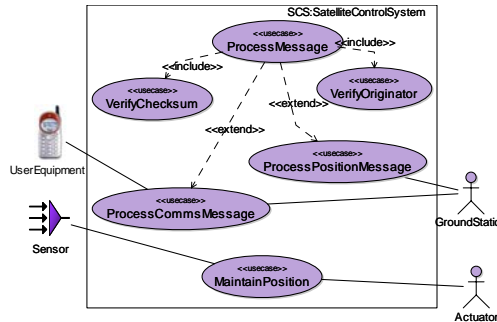 SCS:SatelliteControlSystem
<<usecase>>
ProcessMessage
<<include>>
<<include>>
<<usecase>>
VerifyChecksum
<<usecase>>
VerifyOriginator
<<extend>>
<<extend>>
<<usecase>>
ProcessPositionMessage
UserEquipment
<<usecase>>
ProcessCommsMessage
GroundStatio
Sensor
<<usecase>>
MaintainPosition
Actuator